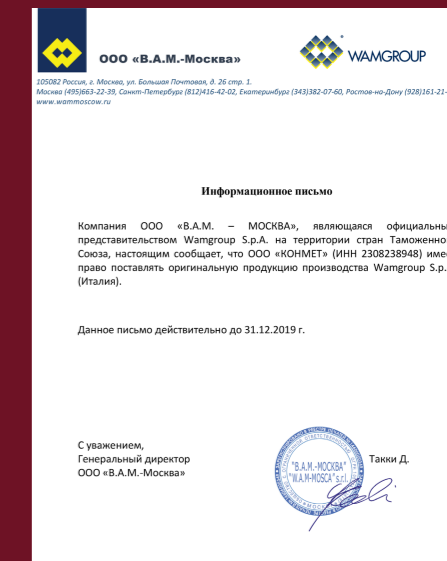 ООО «В.А.М.-Москва»
WAMGROUP
105082 Россия, г. Москва, ул. Большая Почтовая, д. 26 стр. 1.
Москва (495)663-22-39, Санкт-Петербург (812)416-42-02, Екатеринбург (343)382-07-60, Ростов-на-Дону (928)161-21-
www.wammoscow.ru
Информационное письмо
Компания ООО «В.А.М. – МОСКВА», являющаяся официальны
представительством Wamgroup S.p.A. на территории стран Таможенно
Союза, настоящим сообщает, что ООО «КОНМЕТ» (ИНН 2308238948) имее
право поставлять оригинальную продукцию производства Wamgroup S.p.
(Италия).
Данное письмо действительно до 31.12.2019 г.
С уважением,
Генеральный директор
ООО «В.А.М.-Москва»
Такки Д.
"В.А.М.-МОСКВА"
"W.A.M-MOSCA" s.r.l.